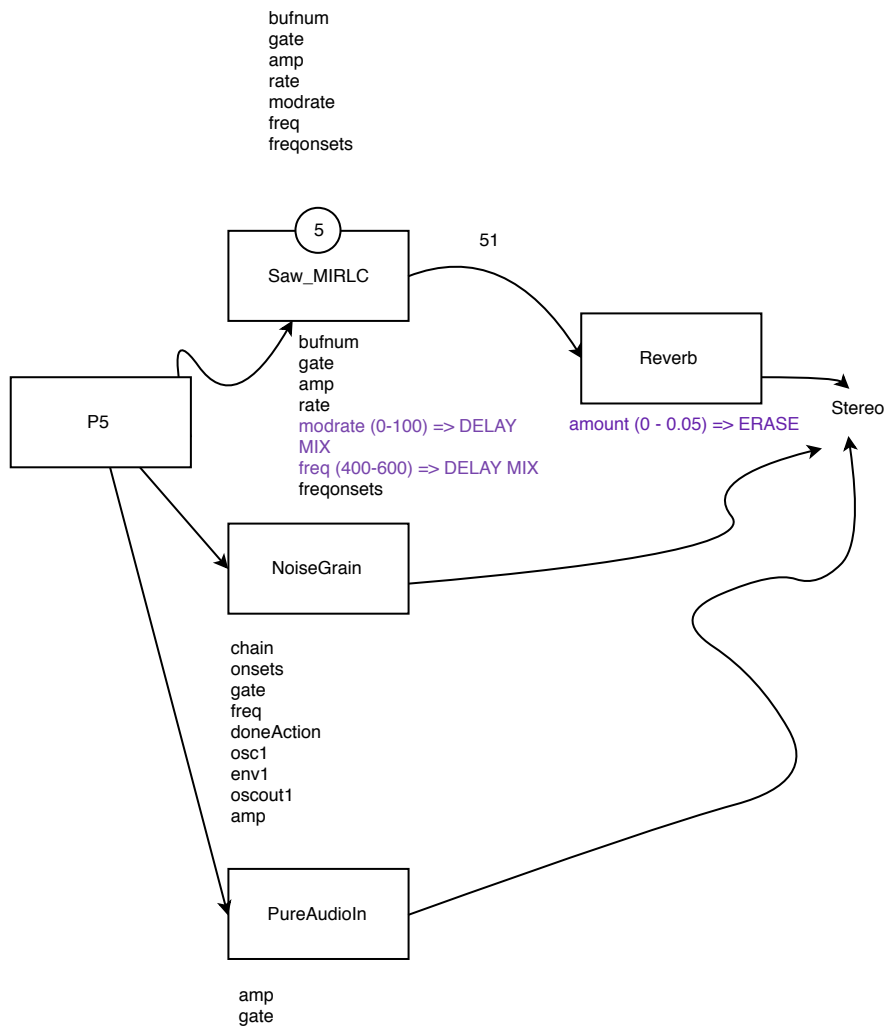 bufnum
gate
amp
rate
modrate
freq
freqonsets
5
Saw_MIRLC
51
bufnum
gate
amp
rate
modrate (0-100) => DELAY
MIX
freq (400-600) => DELAY MIX
freqonsets
Reverb
amount (0 - 0.05) => ERASE
Stereo
P5
NoiseGrain
chain
onsets
gate
freq
doneAction
osc1
env1
oscout1
amp
PureAudioIn
amp
gate